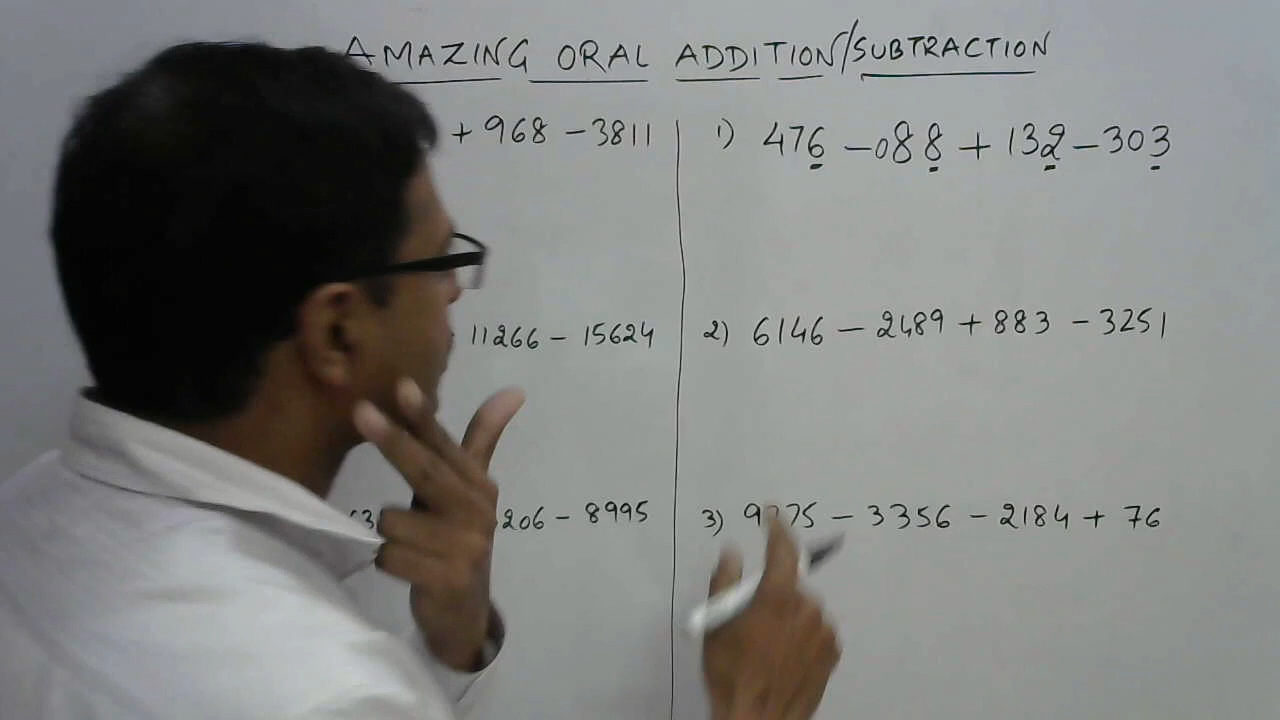 AMAZING ORAL ADDITION/SUBTRACTION
+ 968 - 3811
1) 476 - 088 + 132 - 303
11266 - 15624
2) 6146 - 2489 + 883 - 3251
206 - 8995
3) - 3356 - 2184 + 76